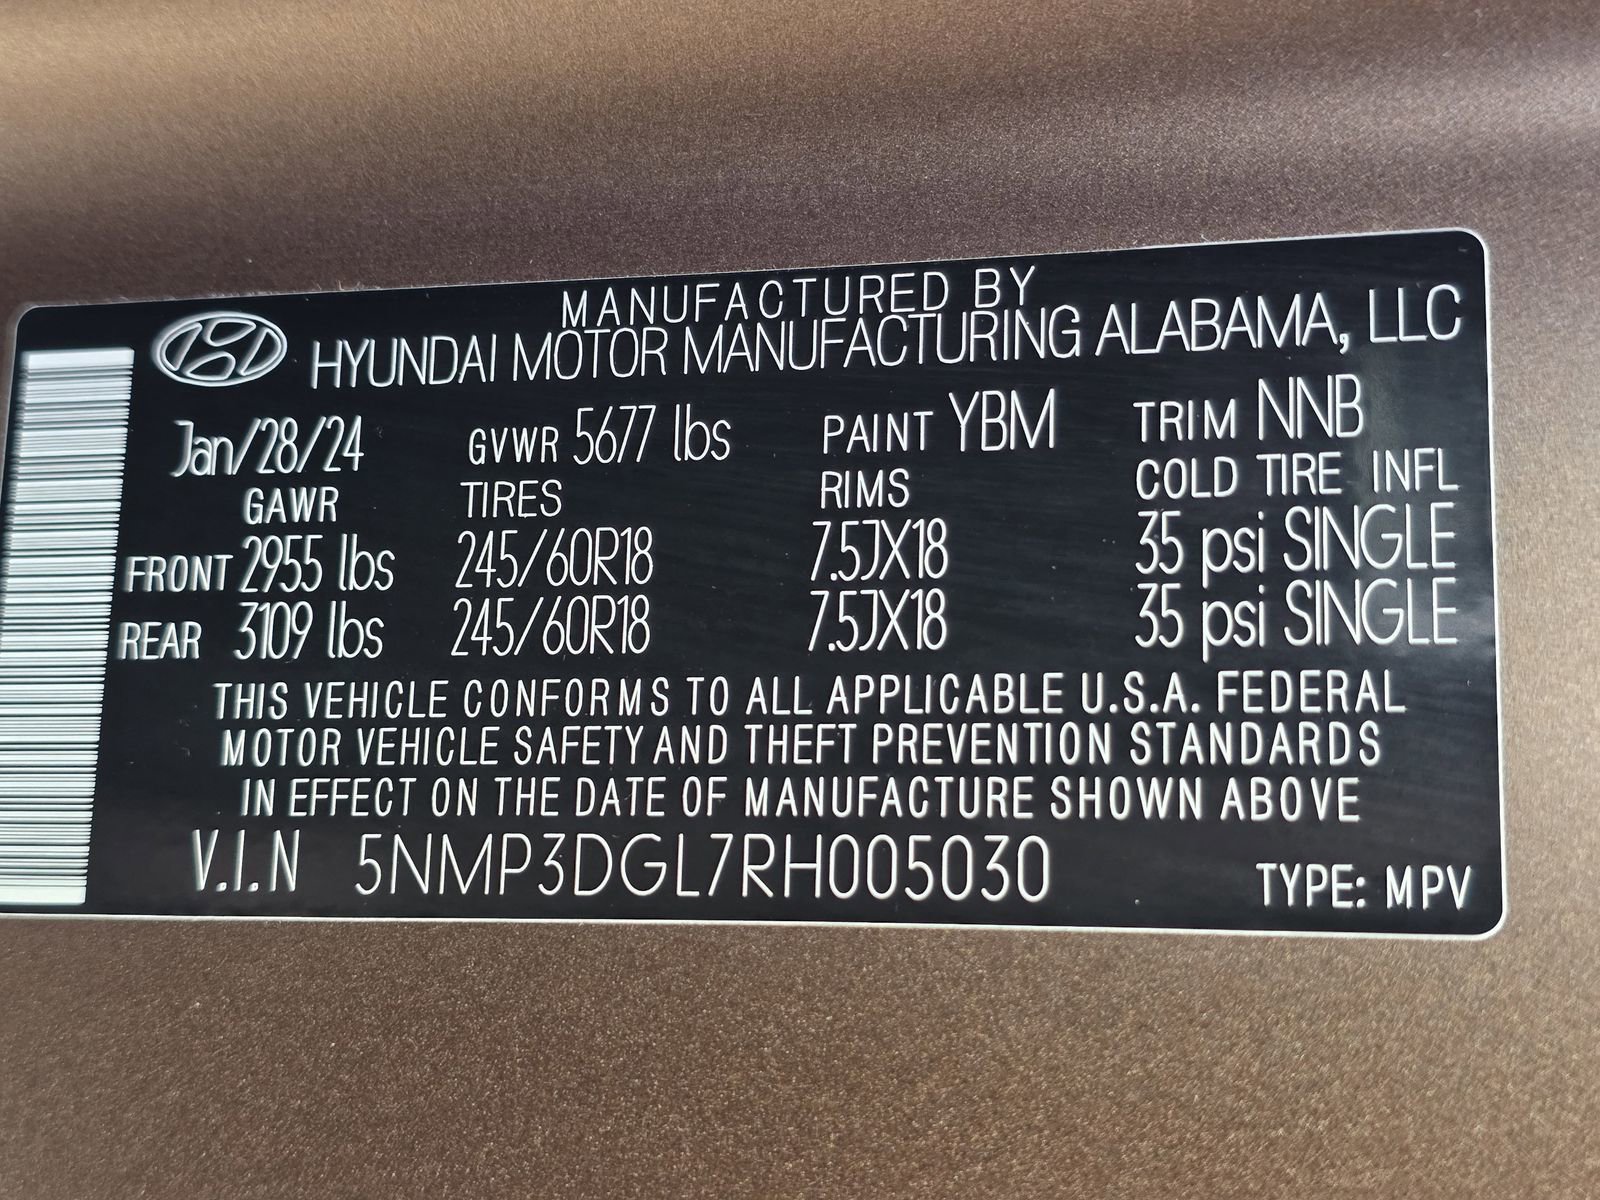 MANUFACTURED BY
HYUNDAI MOTOR MANUFACTURING ALABAMA, LLC
Jan/28/24 GVWR 5677 lbs PAINT YBM TRIM NNB
GAWR TIRES RIMS COLD TIRE INFL
FRONT 2955 lbs 245/60R18 7.5JX18 35 psi SINGLE
REAR 3109 lbs 245/60R18 7.5JX18 35 psi SINGLE
THIS VEHICLE CONFORMS TO ALL APPLICABLE U.S.A. FEDERAL
MOTOR VEHICLE SAFETY AND THEFT PREVENTION STANDARDS
IN EFFECT ON THE DATE OF MANUFACTURE SHOWN ABOVE
V.I.N 5NMP3DGL7RH005030 TYPE: MPV